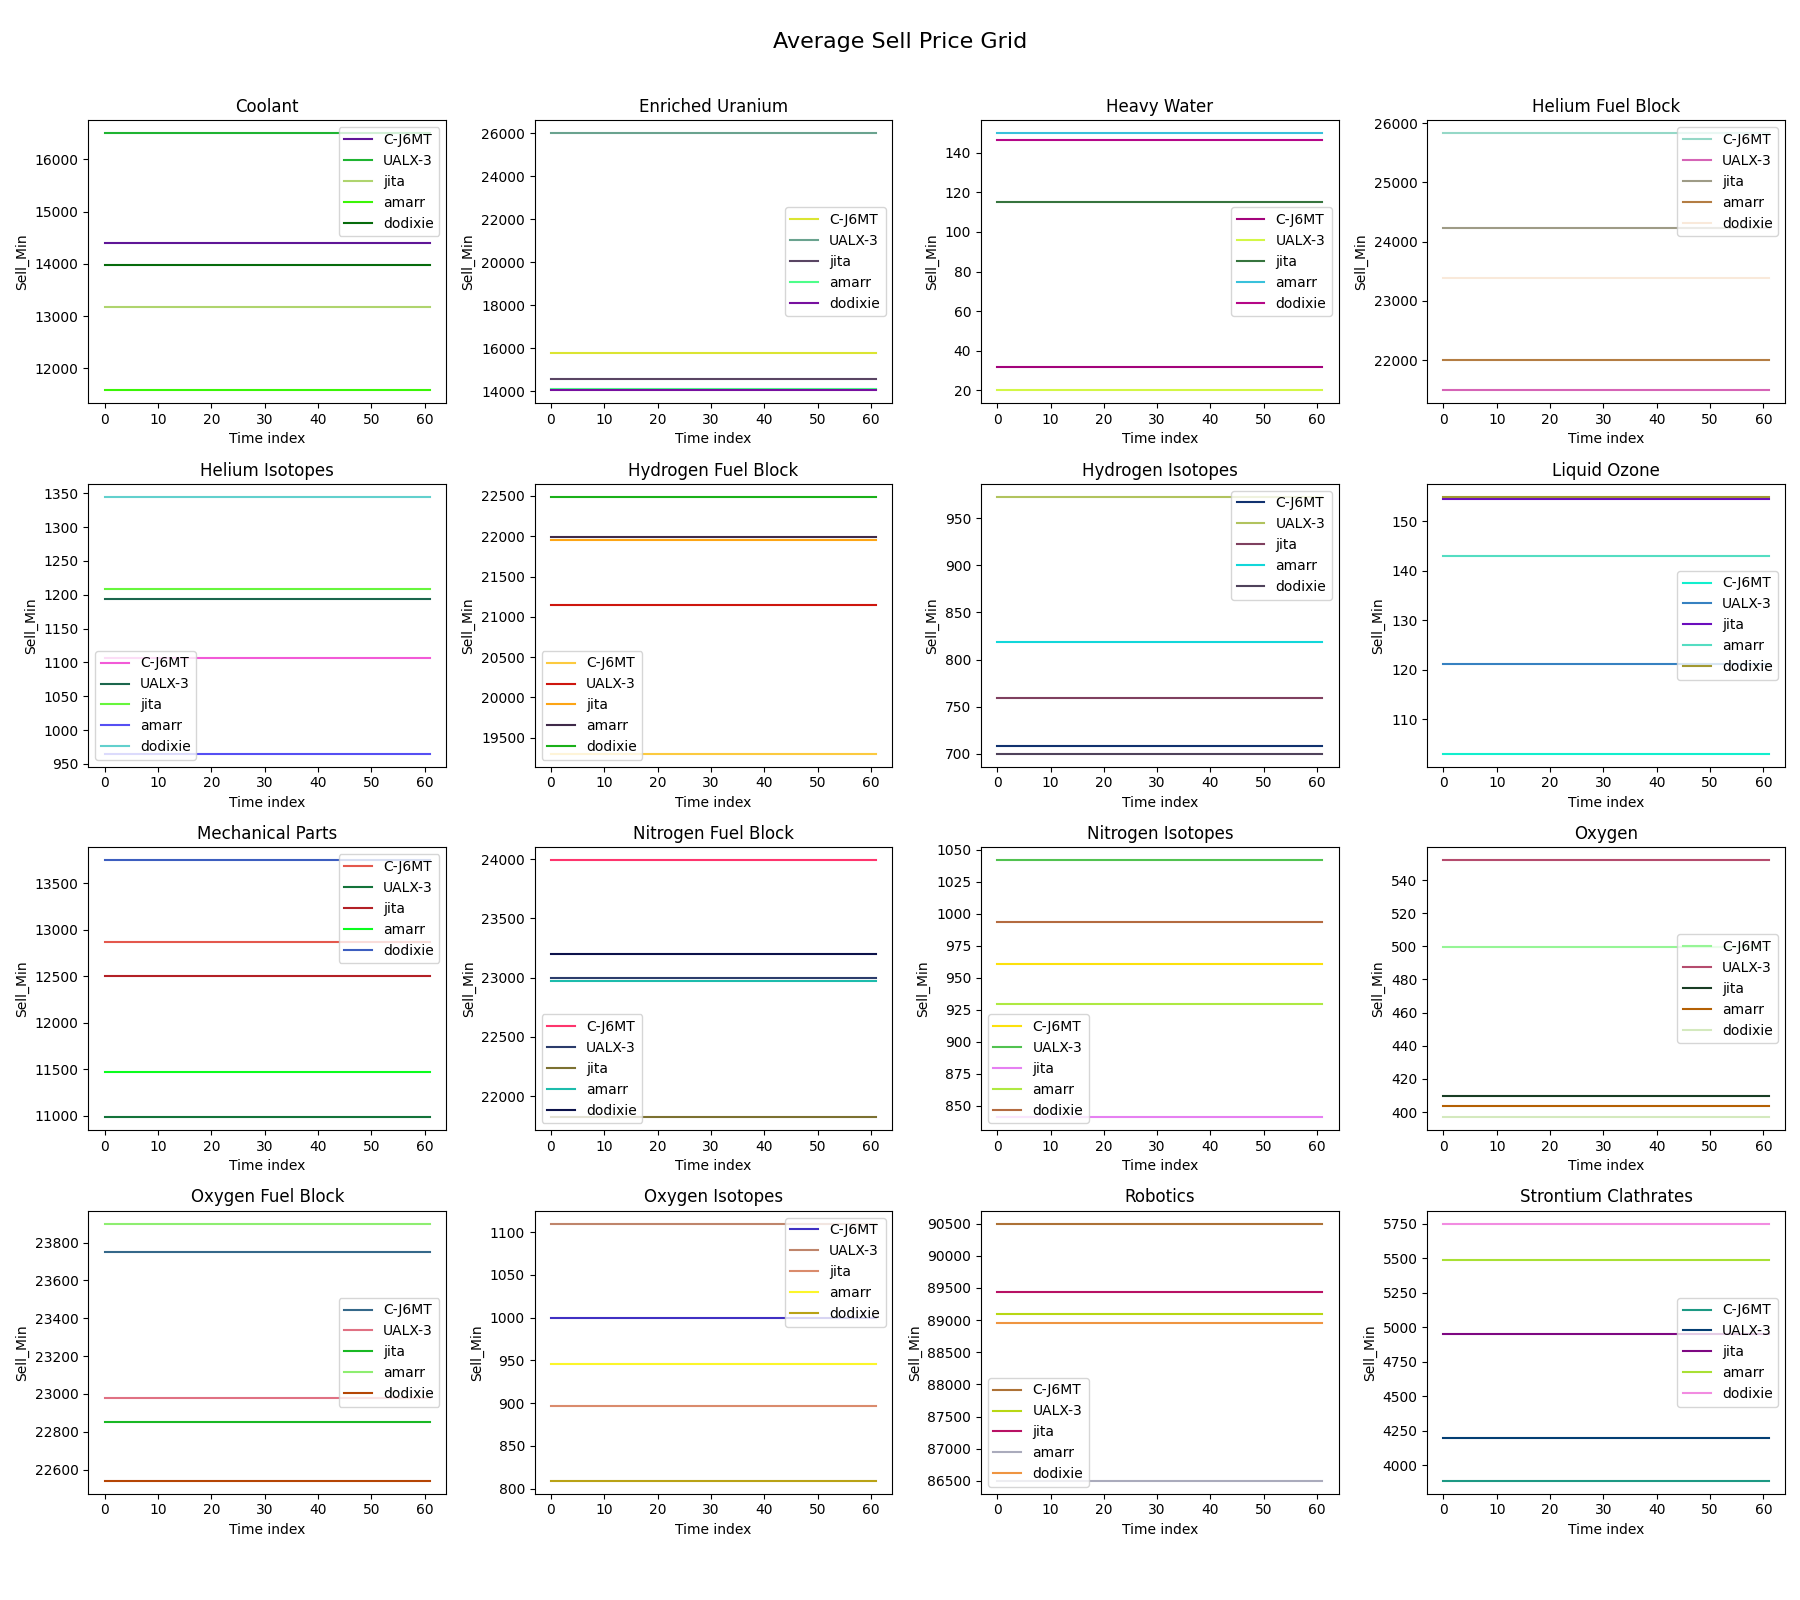 Average Sell Price Grid
Coolant
Sell_Min
16000
15000
14000
13000
12000
C-J6MT
UALX-3
jita
amarr
dodixie
0 10 20 30 40 50 60
Time index
Enriched Uranium
Sell_Min
26000
24000
22000
20000
18000
16000
14000
C-J6MT
UALX-3
jita
amarr
dodixie
0 10 20 30 40 50 60
Time index
Heavy Water
Sell_Min
140
120
100
80
60
40
20
C-J6MT
UALX-3
jita
amarr
dodixie
0 10 20 30 40 50 60
Time index
Helium Fuel Block
Sell_Min
26000
25000
24000
23000
22000
C-J6MT
UALX-3
jita
amarr
dodixie
0 10 20 30 40 50 60
Time index
Helium Isotopes
Sell_Min
1350
1300
1250
1200
1150
1100
1050
1000
950
C-J6MT
UALX-3
jita
amarr
dodixie
0 10 20 30 40 50 60
Time index
Hydrogen Fuel Block
Sell_Min
22500
22000
21500
21000
20500
20000
19500
C-J6MT
UALX-3
jita
amarr
dodixie
0 10 20 30 40 50 60
Time index
Hydrogen Isotopes
Sell_Min
950
900
850
800
750
700
C-J6MT
UALX-3
jita
amarr
dodixie
0 10 20 30 40 50 60
Time index
Liquid Ozone
Sell_Min
150
140
130
120
110
C-J6MT
UALX-3
jita
amarr
dodixie
0 10 20 30 40 50 60
Time index
Mechanical Parts
Sell_Min
13500
13000
12500
12000
11500
11000
C-J6MT
UALX-3
jita
amarr
dodixie
0 10 20 30 40 50 60
Time index
Nitrogen Fuel Block
Sell_Min
24000
23500
23000
22500
22000
C-J6MT
UALX-3
jita
amarr
dodixie
0 10 20 30 40 50 60
Time index
Nitrogen Isotopes
Sell_Min
1050
1025
1000
975
950
925
900
875
850
C-J6MT
UALX-3
jita
amarr
dodixie
0 10 20 30 40 50 60
Time index
Oxygen
Sell_Min
540
520
500
480
460
440
420
400
C-J6MT
UALX-3
jita
amarr
dodixie
0 10 20 30 40 50 60
Time index
Oxygen Fuel Block
Sell_Min
23800
23600
23400
23200
23000
22800
22600
C-J6MT
UALX-3
jita
amarr
dodixie
0 10 20 30 40 50 60
Time index
Oxygen Isotopes
Sell_Min
1100
1050
1000
950
900
850
800
C-J6MT
UALX-3
jita
amarr
dodixie
0 10 20 30 40 50 60
Time index
Robotics
Sell_Min
90500
90000
89500
89000
88500
88000
87500
87000
86500
C-J6MT
UALX-3
jita
amarr
dodixie
0 10 20 30 40 50 60
Time index
Strontium Clathrates
Sell_Min
5750
5500
5250
5000
4750
4500
4250
4000
C-J6MT
UALX-3
jita
amarr
dodixie
0 10 20 30 40 50 60
Time index